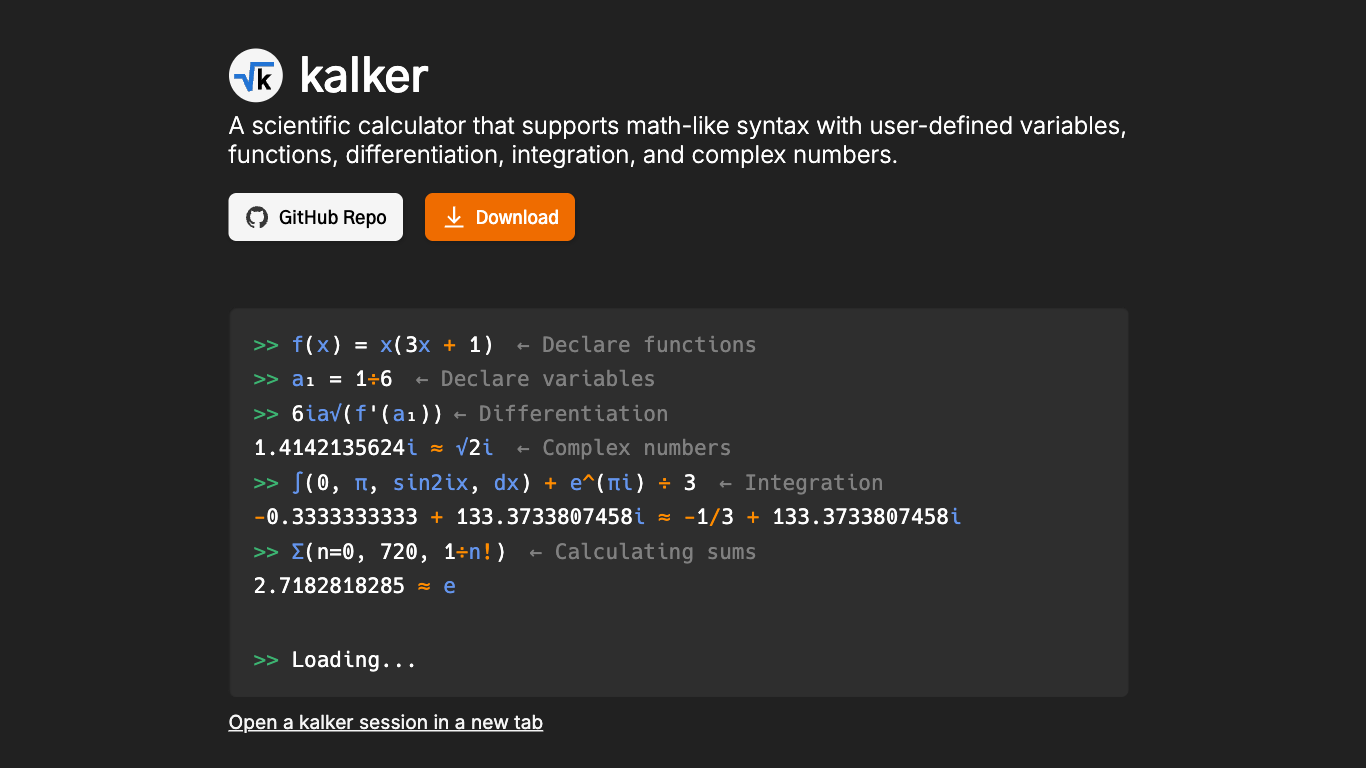 √k kalker
A scientific calculator that supports math-like syntax with user-defined variables,
functions, differentiation, integration, and complex numbers.
GitHub Repo Download
>> f(x) = x(3x + 1) ← Declare functions
>> a₁ = 1÷6 ← Declare variables
>> 6ia√(f'(a₁)) ← Differentiation
1.4142135624i ≈ √2i ← Complex numbers
>> ∫(0, π, sin2ix, dx) + e^(πi) ÷ 3 ← Integration
-0.3333333333 + 133.3733807458i ≈ -1/3 + 133.3733807458i
>> Σ(n=0, 720, 1÷n!) ← Calculating sums
2.7182818285 ≈ e
>> Loading...
Open a kalker session in a new tab